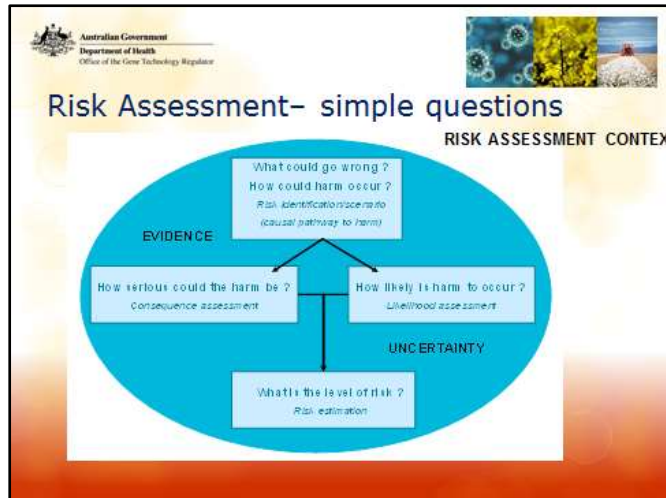 Australian Government
Department of Health
Office of the Gene Technology Regulator
Risk Assessment– simple questions
RISK ASSESSMENT CONTEX
What could go wrong ?
How could harm occur ?
Risk identification/scenario
(causal pathway to harm)
EVIDENCE
How serious could the harm be ?
Consequence assessment
How likely is harm to occur ?
Likelihood assessment
UNCERTAINTY
What is the level of risk ?
Risk estimation